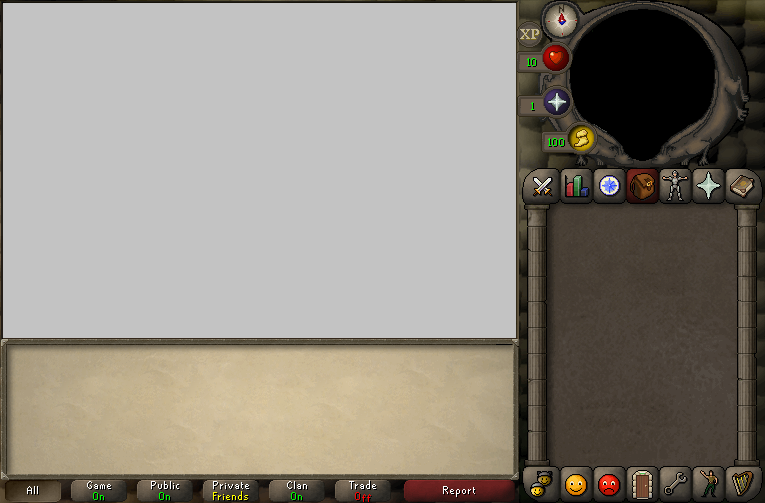 N
XP
10
1
100
All
Game
On
Public
On
Private
Friends
Clan
On
Trade
Off
Report